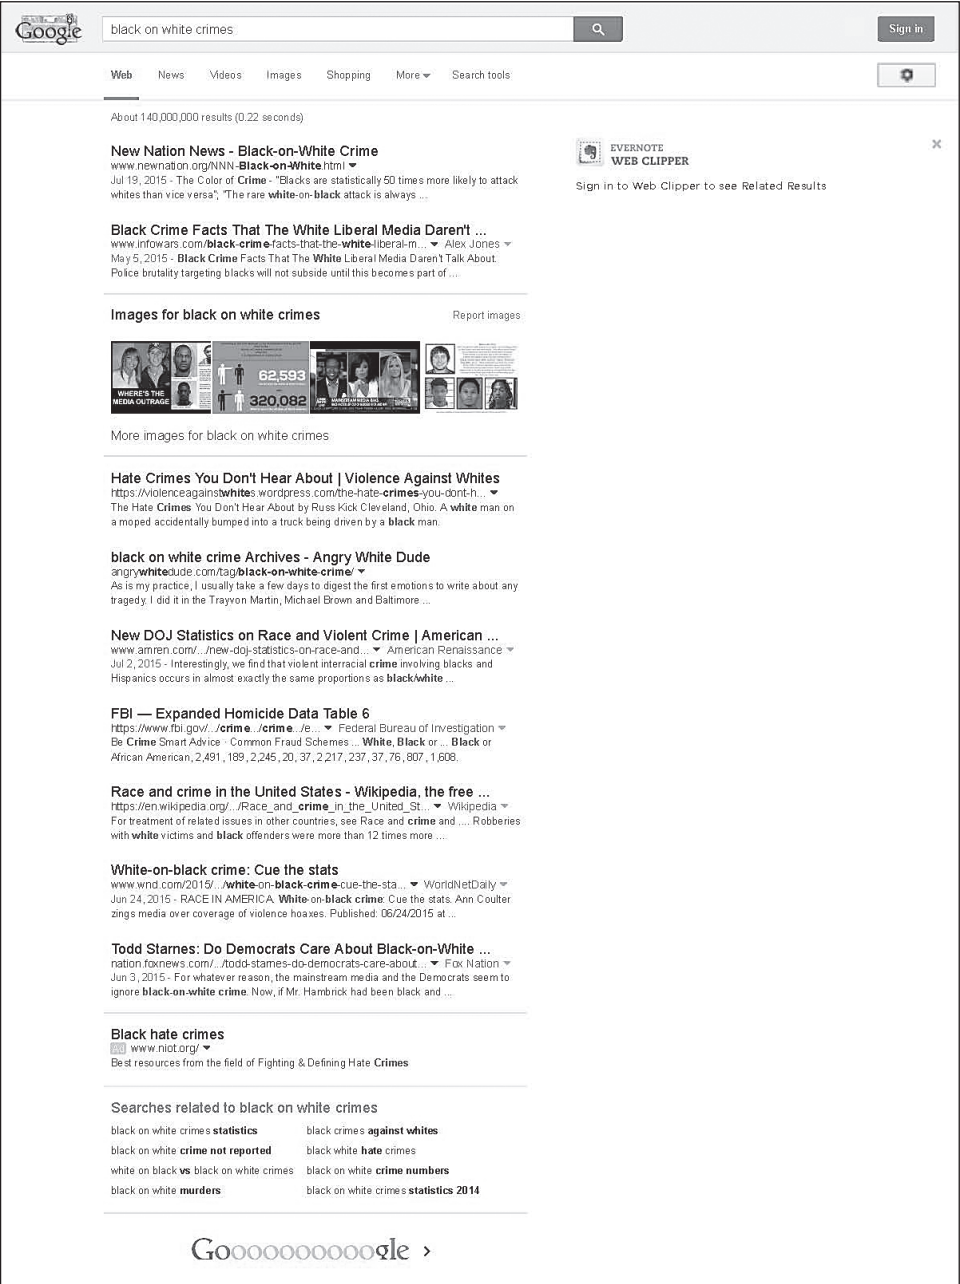 Google
black on white crimes
Sign in
Web News Videos Images Shopping More Search tools
About 140,000,000 results (0.22 seconds)
EVERNOTE
WEB CLIPPER
Sign in to Web Clipper to see Related Results
New Nation News - Black-on-White Crime
www.newnation.org/NNN-Black-on-White.html
Jul 19, 2015 - The Color of Crime - "Blacks are statistically 50 times more likely to attack
whites than vice versa"; "The rare white-on-black attack is always ...
Black Crime Facts That The White Liberal Media Daren't ...
www.infowars.com/black-crime-facts-that-the-white-liberal-m... Alex Jones
May 5, 2015 - Black Crime Facts That The White Liberal Media Daren't Talk About.
Police brutality targeting blacks will not subside until this becomes part of ...
Images for black on white crimes
Report images
WHERE'S THE
MEDIA OUTRAGE
62,593
320,082
More images for black on white crimes
Hate Crimes You Don't Hear About | Violence Against Whites
https://violenceagainstwhites.wordpress.com/the-hate-crimes-you-dont-h...
The Hate Crimes You Don't Hear About by Russ Kick Cleveland, Ohio. A white man on
a moped accidentally bumped into a truck being driven by a black man.
black on white crime Archives - Angry White Dude
angrywhitedude.com/tag/black-on-white-crime/
As is my practice, I usually take a few days to digest the first emotions to write about any
tragedy. I did it in the Trayvon Martin, Michael Brown and Baltimore ...
New DOJ Statistics on Race and Violent Crime | American ...
www.amren.com/.../new-doj-statistics-on-race-and... American Renaissance
Jul 2, 2015 - Interestingly, we find that violent interracial crime involving blacks and
Hispanics occurs in almost exactly the same proportions as black/white ...
FBI — Expanded Homicide Data Table 6
https://www.fbi.gov/.../crime.../crime.../e... Federal Bureau of Investigation
Be Crime Smart Advice · Common Fraud Schemes ... White, Black or ... Black or
African American, 2,491, 189, 2,245, 20, 37, 2,217, 237, 37, 76, 807, 1,608.
Race and crime in the United States - Wikipedia, the free ...
https://en.wikipedia.org/.../Race_and_crime_in_the_United_St... Wikipedia
For treatment of related issues in other countries, see Race and crime and .... Robberies
with white victims and black offenders were more than 12 times more ...
White-on-black crime: Cue the stats
www.wnd.com/2015/.../white-on-black-crime-cue-the-sta... WorldNetDaily
Jun 24, 2015 - RACE IN AMERICA. White-on-black crime: Cue the stats. Ann Coulter
zings media over coverage of violence hoaxes. Published: 06/24/2015 at ...
Todd Starnes: Do Democrats Care About Black-on-White ...
nation.foxnews.com/.../todd-starnes-do-democrats-care-about... Fox Nation
Jun 3, 2015 - For whatever reason, the mainstream media and the Democrats seem to
ignore black-on-white crime. Now, if Mr. Hambrick had been black and ...
Black hate crimes
Ad www.niot.org/
Best resources from the field of Fighting & Defining Hate Crimes
Searches related to black on white crimes
black on white crimes statistics black crimes against whites
black on white crime not reported black white hate crimes
white on black vs black on white crimes black on white crime numbers
black on white murders black on white crimes statistics 2014
Goooooooooogle